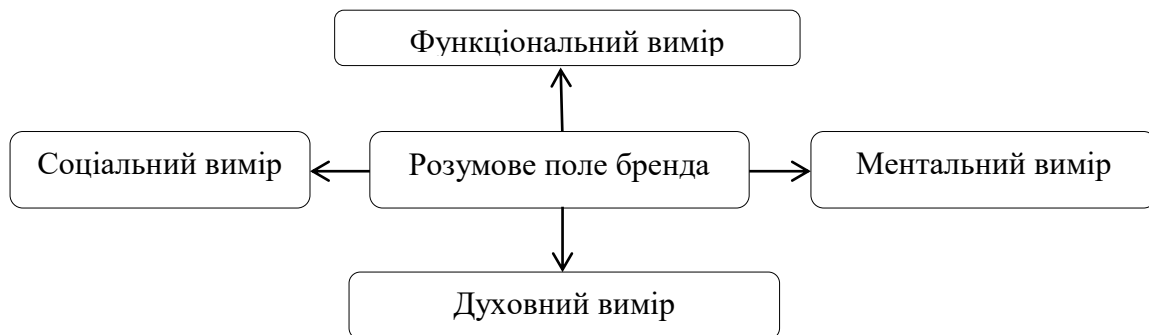 Функціональний вимір
Соціальний вимір
Розумове поле бренда
Ментальний вимір
Духовний вимір